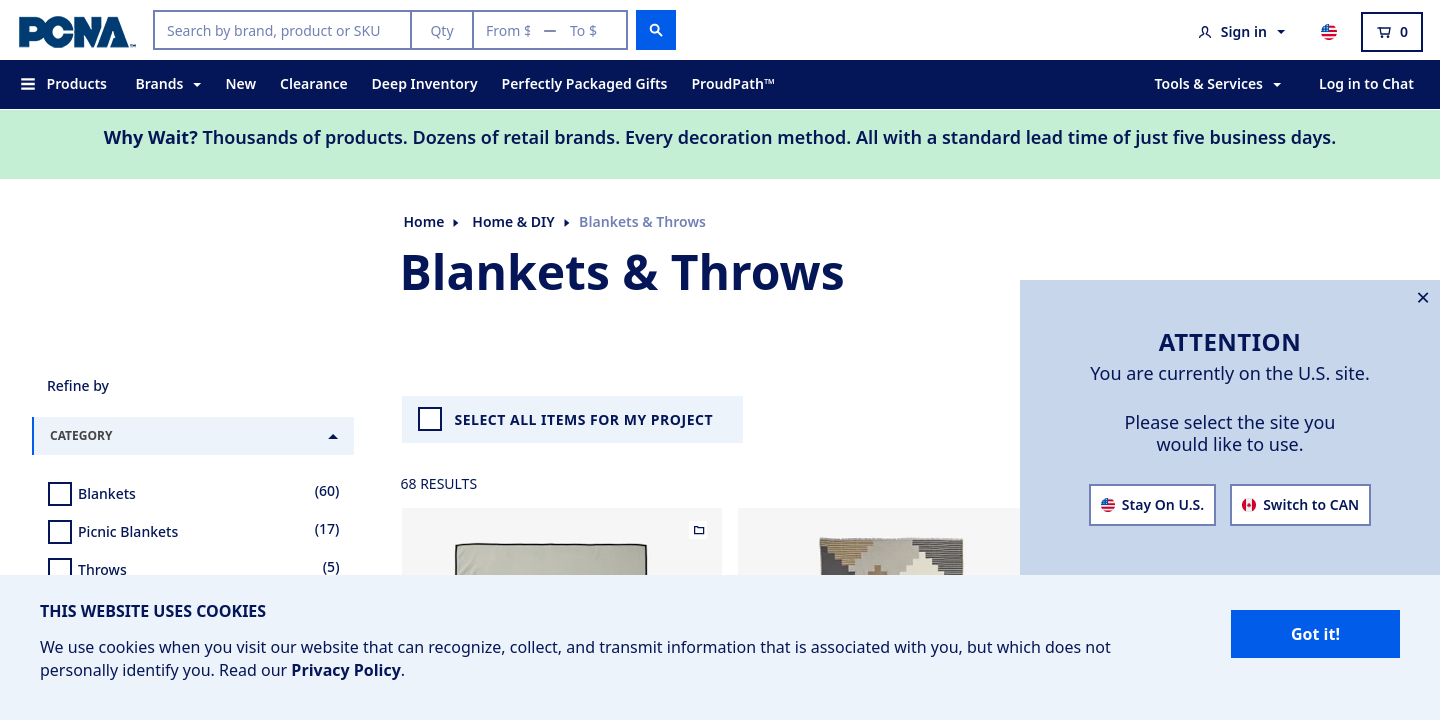 PCNA™
Search by brand, product or SKU
Qty
From $ — To $
Sign in
0
Products
Brands
New
Clearance
Deep Inventory
Perfectly Packaged Gifts
ProudPath™
Tools & Services
Log in to Chat
Why Wait? Thousands of products. Dozens of retail brands. Every decoration method. All with a standard lead time of just five business days.
Home
Home & DIY
Blankets & Throws
Blankets & Throws
ATTENTION
You are currently on the U.S. site.
Please select the site you
would like to use.
Stay On U.S.
Switch to CAN
Refine by
CATEGORY
Blankets (60)
Picnic Blankets (17)
Throws (5)
SELECT ALL ITEMS FOR MY PROJECT
68 RESULTS
THIS WEBSITE USES COOKIES
We use cookies when you visit our website that can recognize, collect, and transmit information that is associated with you, but which does not
personally identify you. Read our Privacy Policy.
Got it!